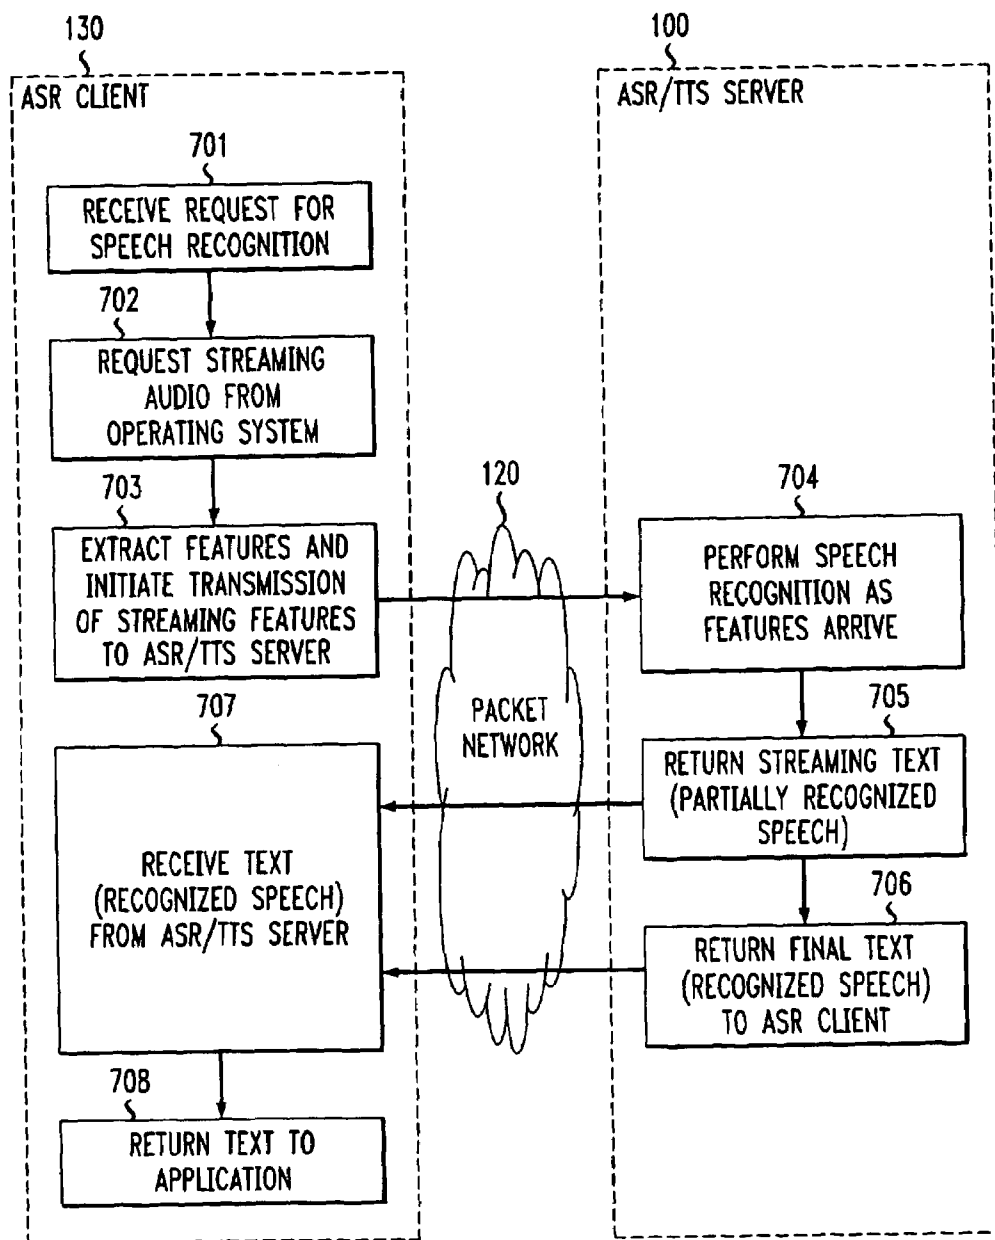 130
100
ASR CLIENT
ASR/TTS SERVER
701
RECEIVE REQUEST FOR
SPEECH RECOGNITION
702
REQUEST STREAMING
AUDIO FROM
OPERATING SYSTEM
703
EXTRACT FEATURES AND
INITIATE TRANSMISSION
OF STREAMING FEATURES
TO ASR/TTS SERVER
120
PACKET
NETWORK
704
PERFORM SPEECH
RECOGNITION AS
FEATURES ARRIVE
705
RETURN STREAMING TEXT
(PARTIALLY RECOGNIZED
SPEECH)
706
RETURN FINAL TEXT
(RECOGNIZED SPEECH)
TO ASR CLIENT
707
RECEIVE TEXT
(RECOGNIZED SPEECH)
FROM ASR/TTS SERVER
708
RETURN TEXT TO
APPLICATION